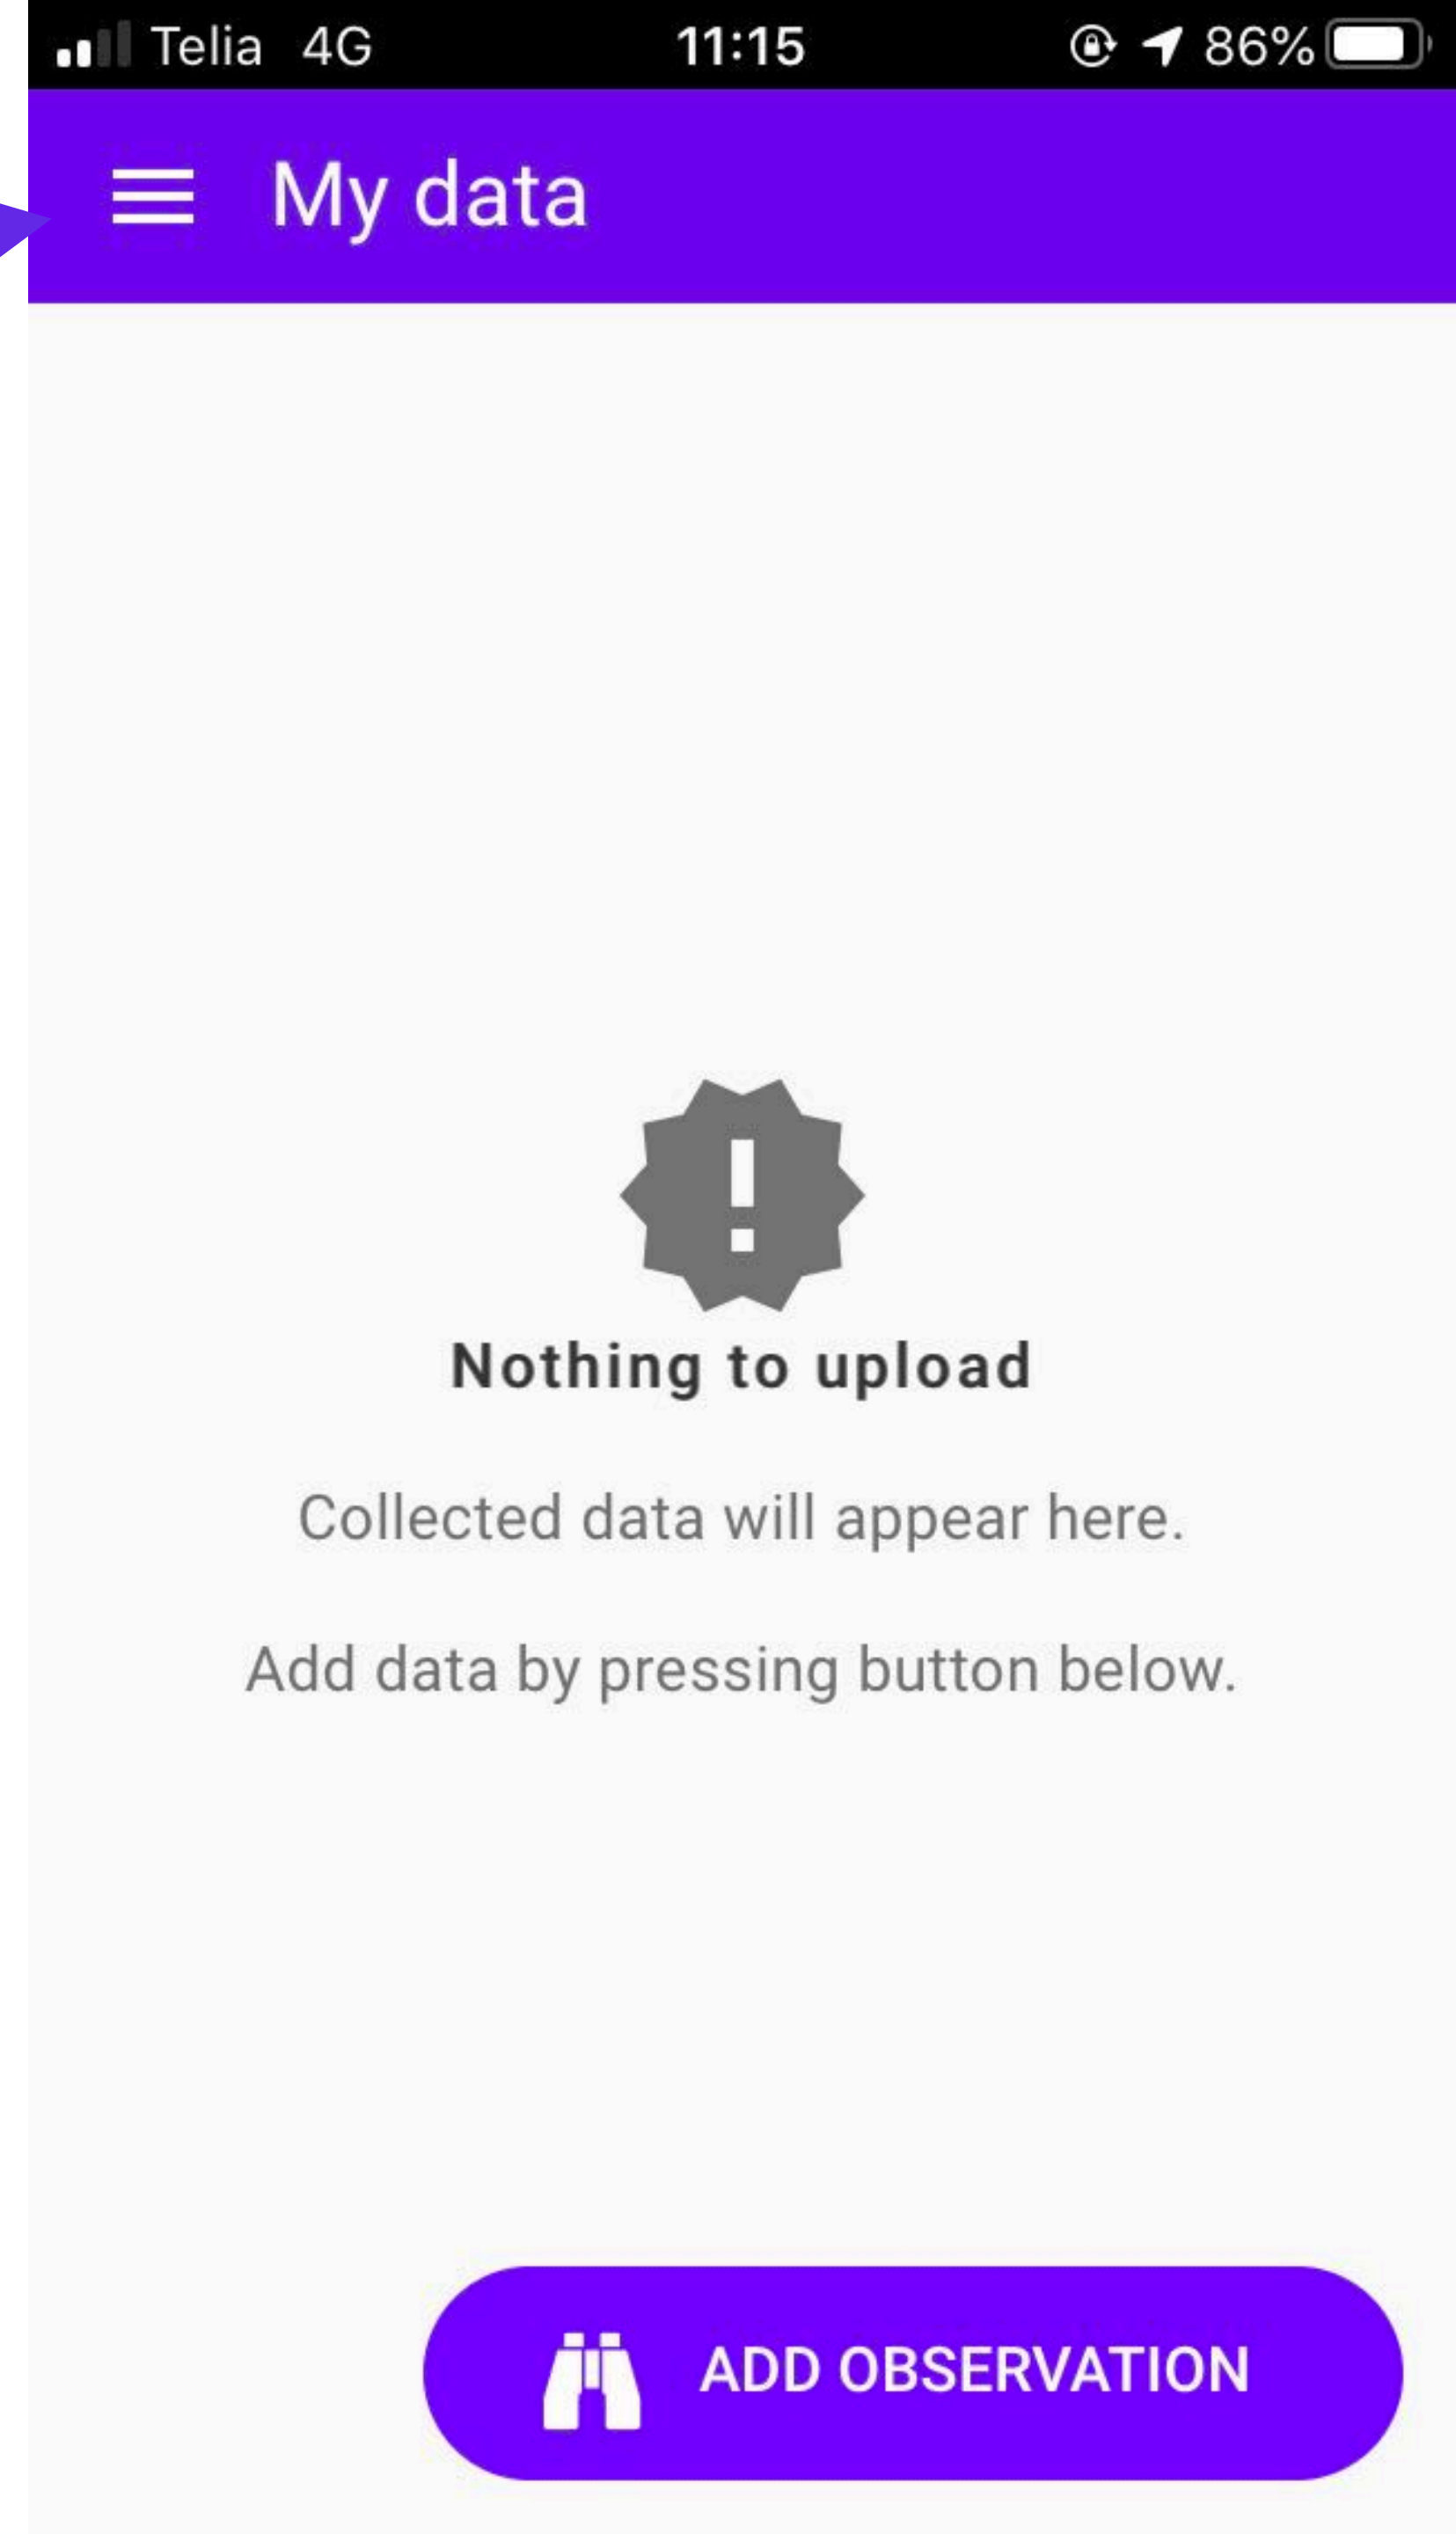 Telia 4G 11:15 86%
My data
Nothing to upload
Collected data will appear here.
Add data by pressing button below.
ADD OBSERVATION